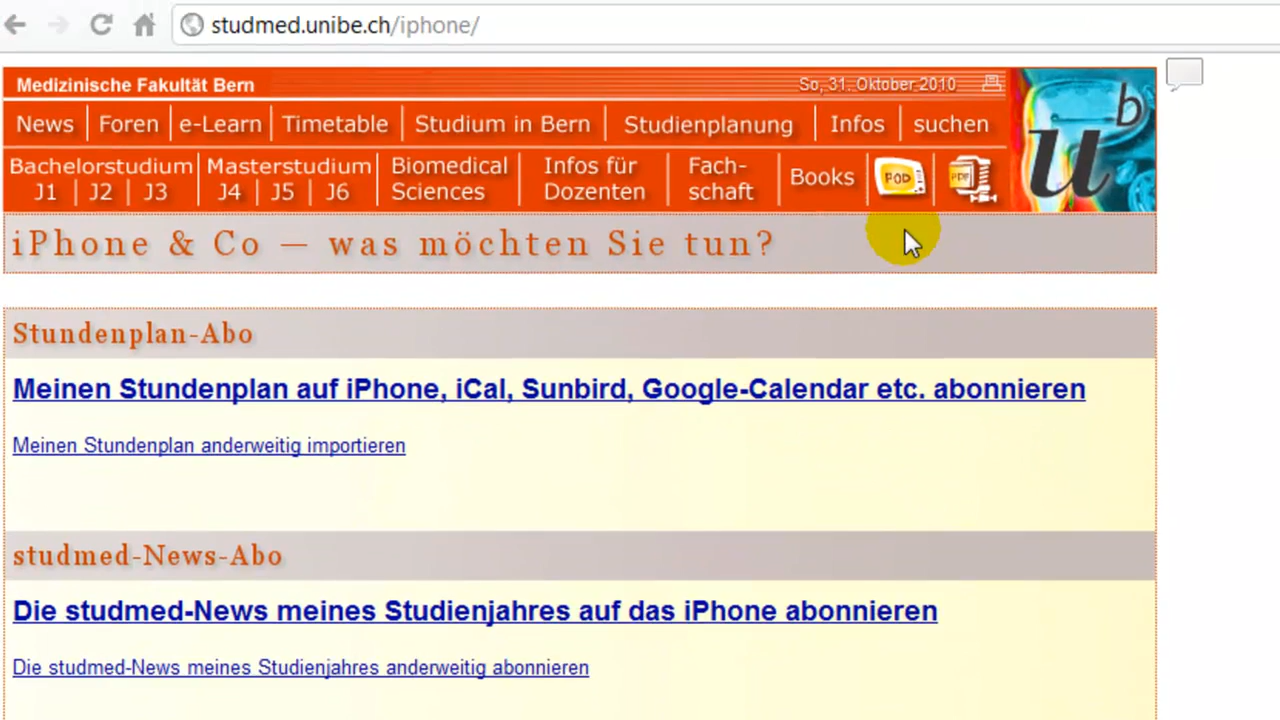 studmed.unibe.ch/iphone/
Medizinische Fakultät Bern So, 31. Oktober 2010
News Foren e-Learn Timetable Studium in Bern Studienplanung Infos suchen
Bachelorstudium Masterstudium Biomedical Infos für Fach- Books POD PDF
J1 J2 J3 J4 J5 J6 Sciences Dozenten schaft
u b
iPhone & Co — was möchten Sie tun?
Stundenplan-Abo
Meinen Stundenplan auf iPhone, iCal, Sunbird, Google-Calendar etc. abonnieren
Meinen Stundenplan anderweitig importieren
studmed-News-Abo
Die studmed-News meines Studienjahres auf das iPhone abonnieren
Die studmed-News meines Studienjahres anderweitig abonnieren